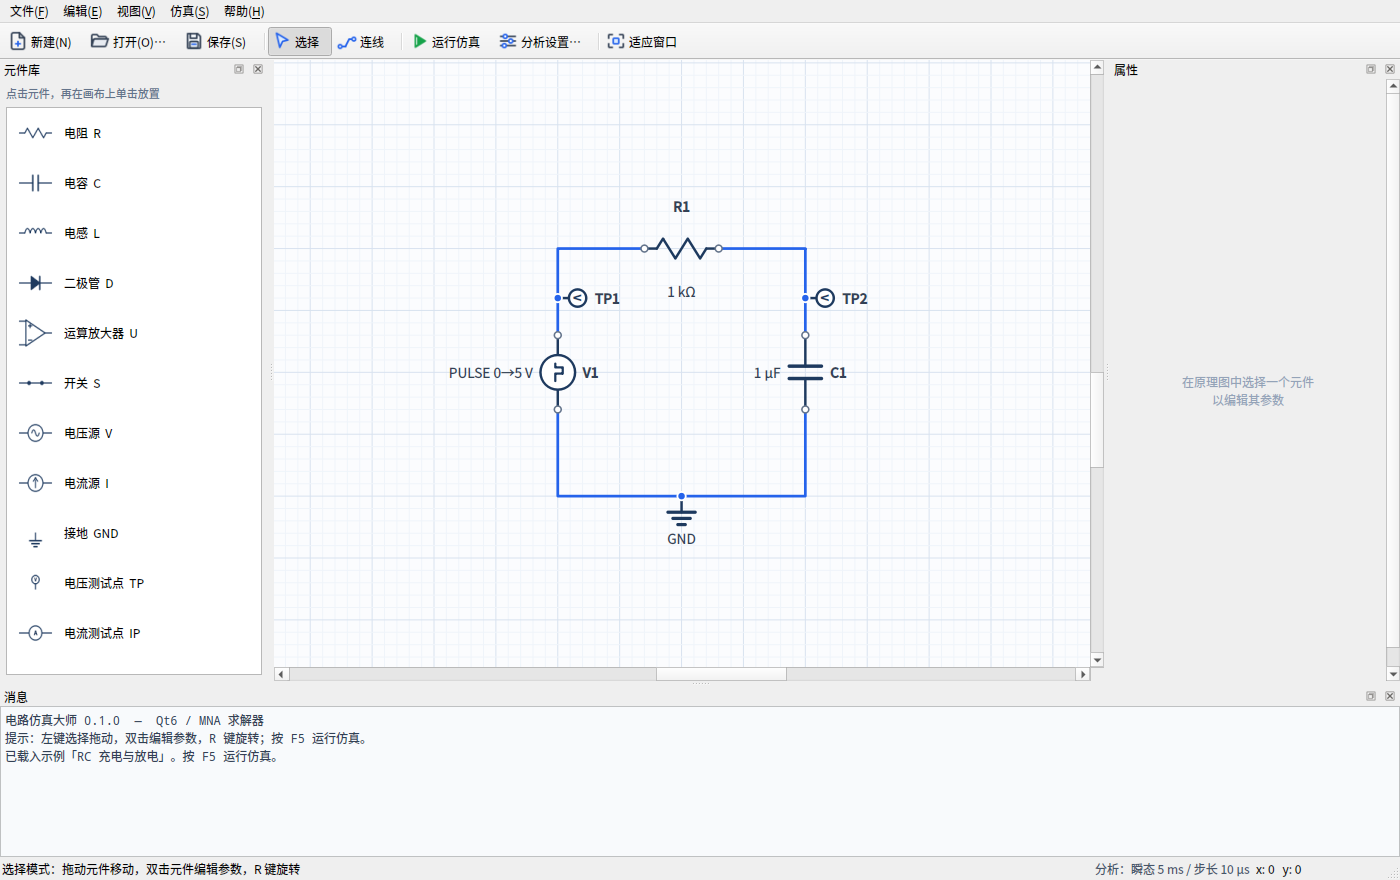 文件(F) 编辑(E) 视图(V) 仿真(S) 帮助(H)
新建(N) 打开(O)··· 保存(S) 选择 连线 运行仿真 分析设置··· 适应窗口
元件库
点击元件，再在画布上单击放置
电阻 R
电容 C
电感 L
二极管 D
运算放大器 U
开关 S
电压源 V
电流源 I
接地 GND
电压测试点 TP
电流测试点 IP
R1
1 kΩ
TP1
TP2
PULSE 0→5 V
V1
1 µF
C1
GND
属性
在原理图中选择一个元件
以编辑其参数
消息
电路仿真大师 0.1.0 — Qt6 / MNA 求解器
提示：左键选择拖动，双击编辑参数，R 键旋转；按 F5 运行仿真。
已载入示例「RC 充电与放电」。按 F5 运行仿真。
选择模式：拖动元件移动，双击元件编辑参数，R 键旋转
分析：瞬态 5 ms / 步长 10 µs x: 0 y: 0